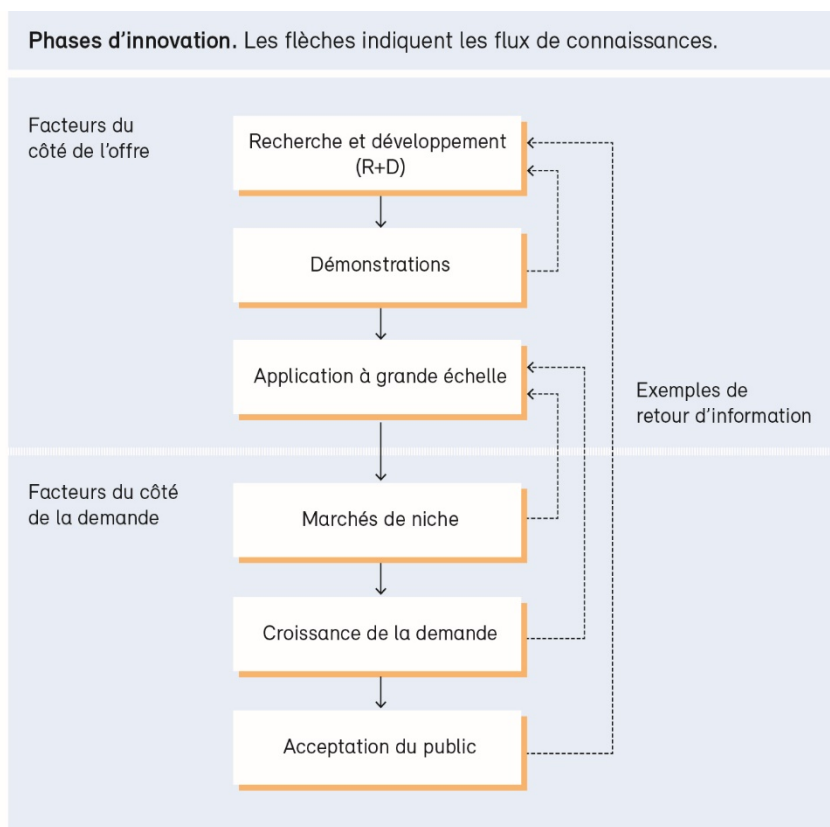 Phases d’innovation. Les flèches indiquent les flux de connaissances.
Facteurs du
côté de l’offre
Recherche et développement
(R+D)
Démonstrations
Application à grande échelle
Exemples de
retour d’information
Facteurs du côté
de la demande
Marchés de niche
Croissance de la demande
Acceptation du public